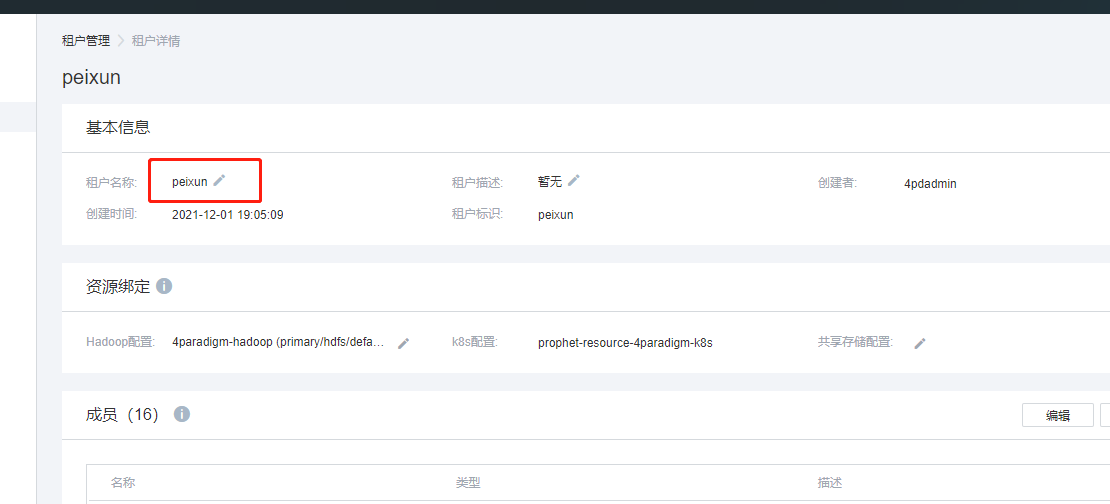 租户管理 > 租户详情
peixun
基本信息
租户名称: peixun 租户描述: 暂无 创建者: 4pdadmin
创建时间: 2021-12-01 19:05:09 租户标识: peixun
资源绑定
Hadoop配置: 4paradigm-hadoop (primary/hdfs/defa... k8s配置: prophet-resource-4paradigm-k8s 共享存储配置:
成员（16） 编辑
名称 类型 描述